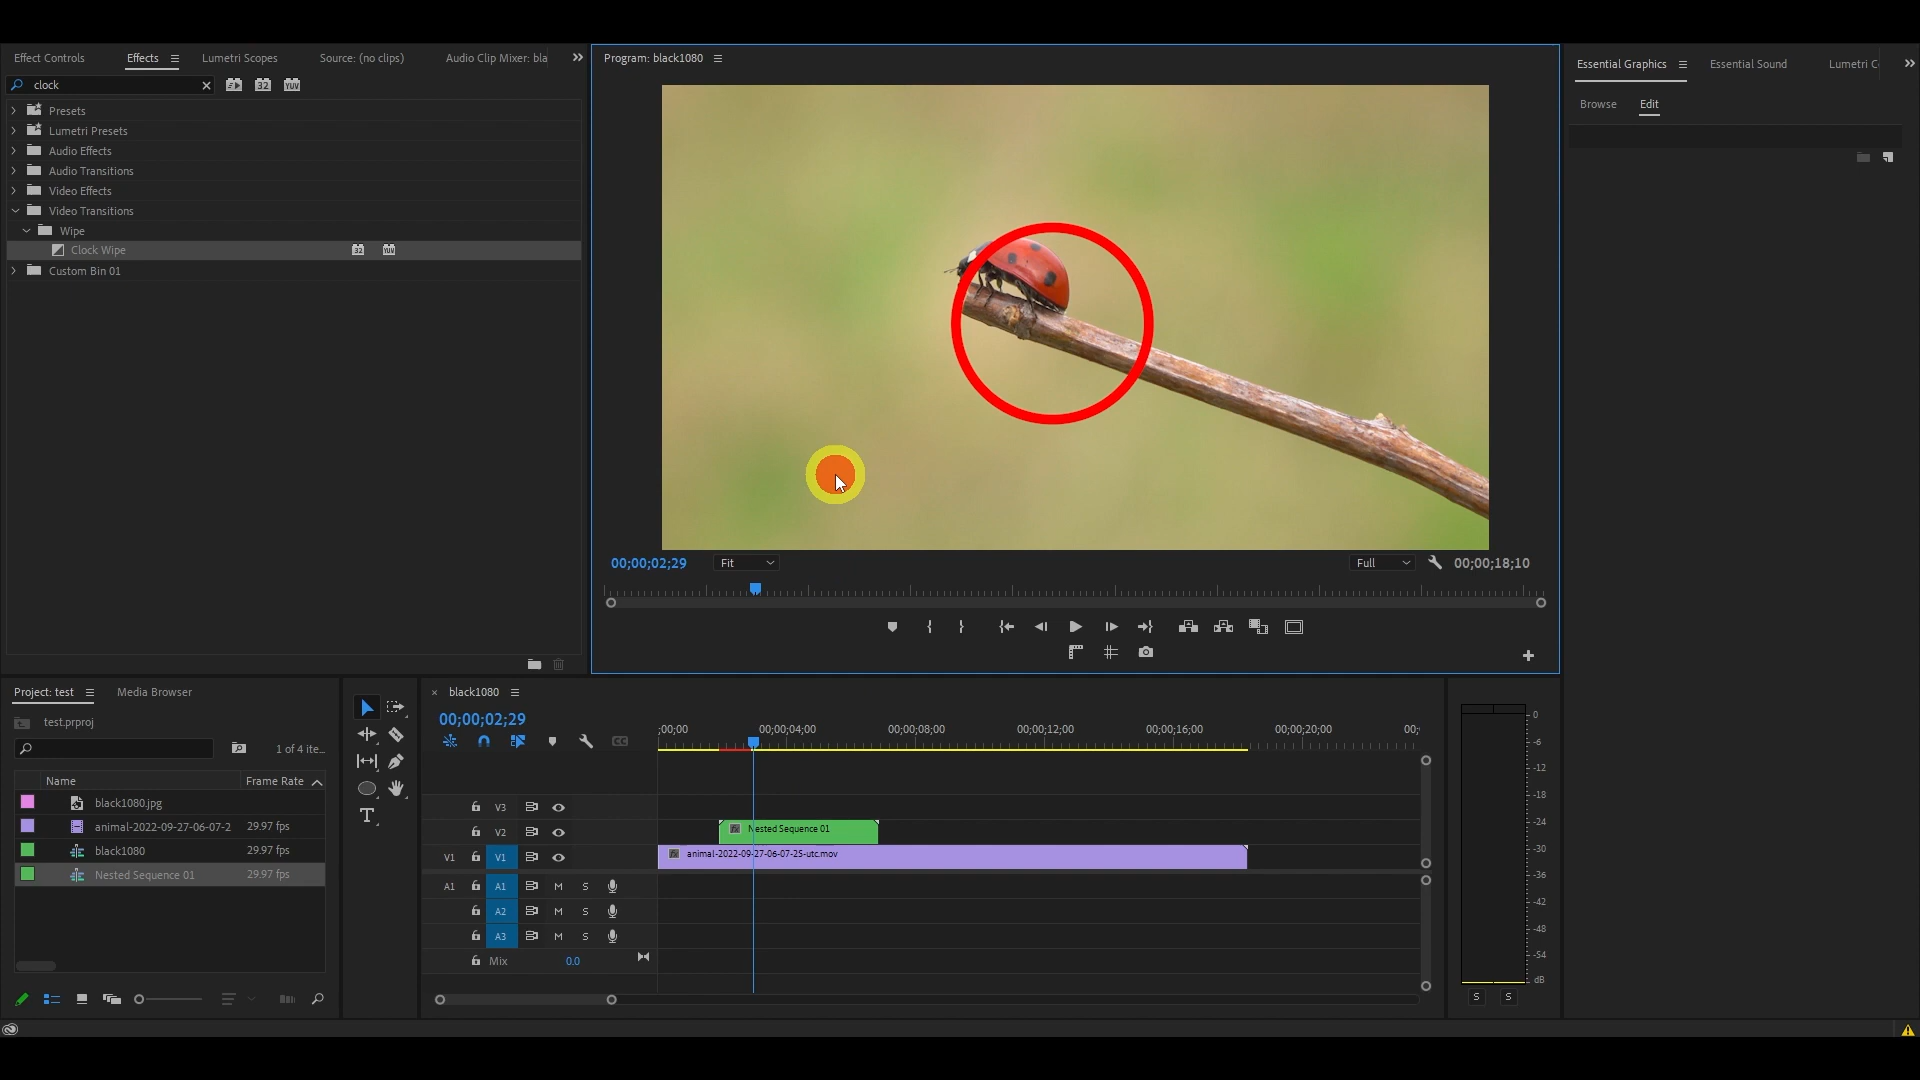 Effect Controls Effects Lumetri Scopes Source: (no clips) Audio Clip Mixer: bla
clock 32 YUV
Presets
Lumetri Presets
Audio Effects
Audio Transitions
Video Effects
Video Transitions
Wipe
Clock Wipe 32 YUV
Custom Bin 01
Program: black1080
00;00;02;29 Fit Full 00;00;18;10
Essential Graphics Essential Sound Lumetri C
Browse Edit
Project: test Media Browser
test.prproj
1 of 4 ite...
Name Frame Rate
black1080.jpg
animal-2022-09-27-06-07-2 29.97 fps
black1080 29.97 fps
Nested Sequence 01 29.97 fps
T
× black1080
00;00;02;29
;00;00 00;00;04;00 00;00;08;00 00;00;12;00 00;00;16;00 00;00;20;00 00;
CC
V3
V2 fx Nested Sequence 01
V1 V1 fx animal-2022-09-27-06-07-25-utc.mov
A1 A1 M S
A2 M S
A3 M S
Mix 0.0
0
-6
-12
-18
-24
-30
-36
-42
-48
-54
dB
S S